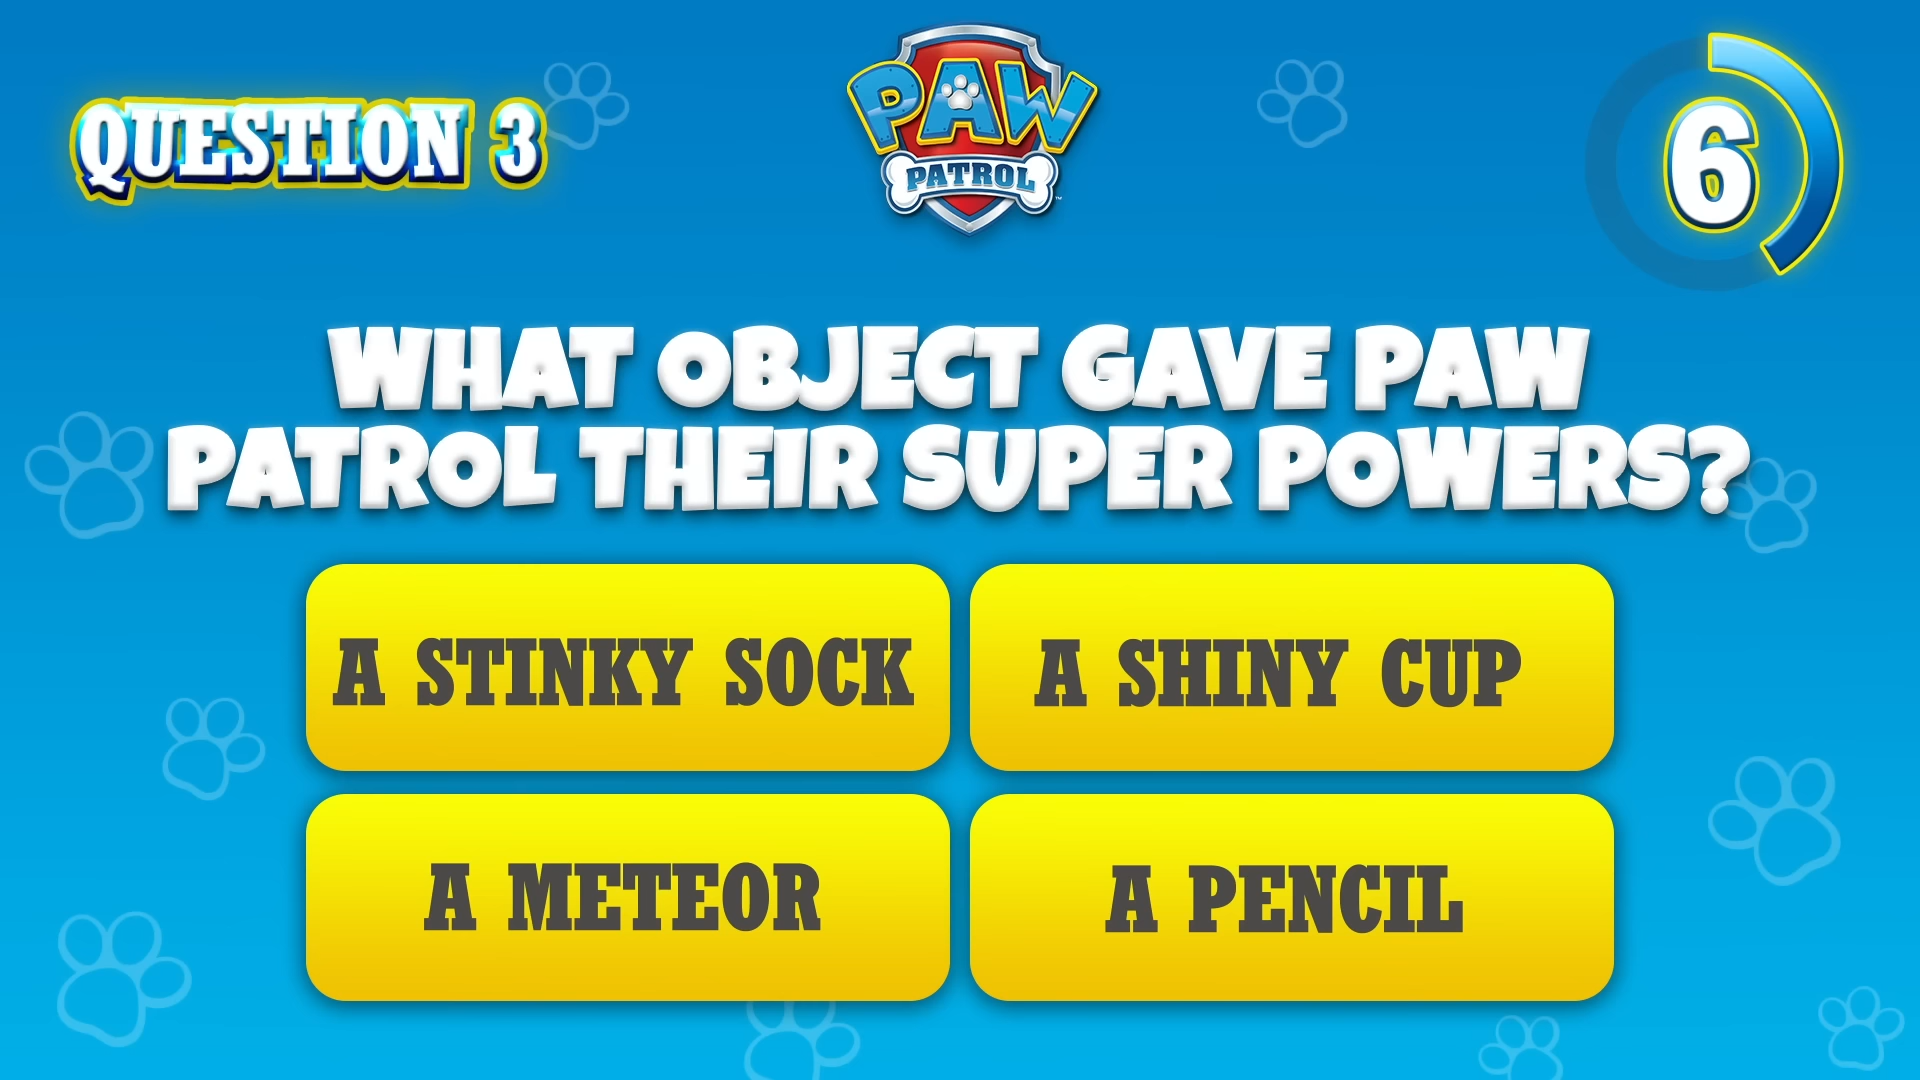 QUESTION 3
PAW
PATROL
6
WHAT OBJECT GAVE PAW
PATROL THEIR SUPER POWERS?
A STINKY SOCK
A SHINY CUP
A METEOR
A PENCIL